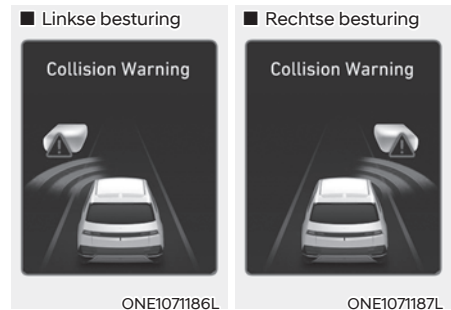 ■ Linkse besturing
Collision Warning
ONE1071186L
■ Rechtse besturing
Collision Warning
ONE1071187L